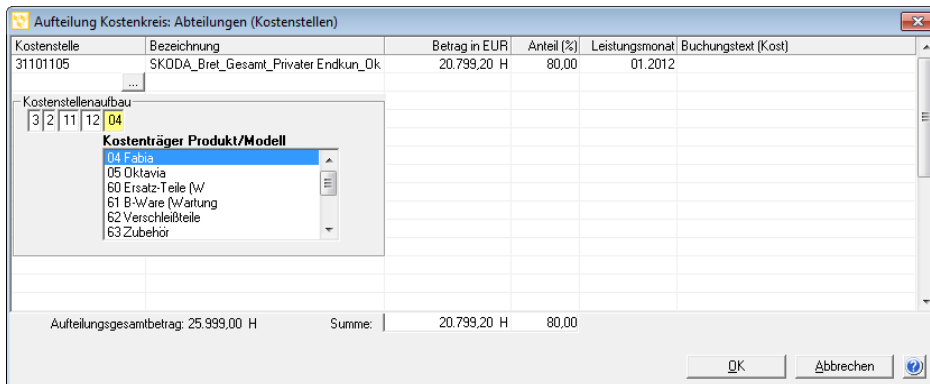 Aufteilung Kostenkreis: Abteilungen (Kostenstellen)
Kostenstelle Bezeichnung Betrag in EUR Anteil (%) Leistungsmonat Buchungstext (Kost)
31101105 SKODA_Bret_Gesamt_Privater Endkun_Ok 20.799,20 H 80,00 01.2012
...
Kostenstellenaufbau
3 2 11 12 04
Kostenträger Produkt/Modell
04 Fabia
05 Oktavia
60 Ersatz-Teile (W
61 B-Ware (Wartung
62 Verschleißteile
63 Zubehör
Aufteilungsgesamtbetrag: 25.999,00 H Summe: 20.799,20 H 80,00
OK Abbrechen ?